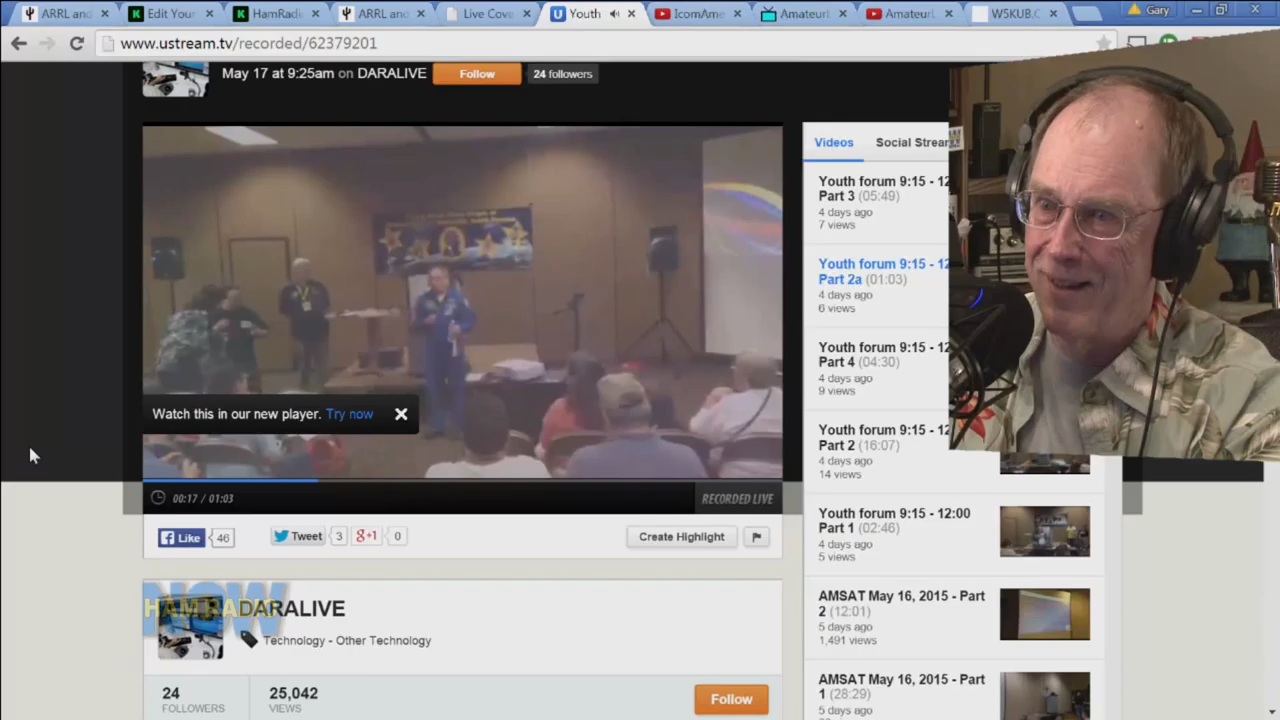 ARRL and
Edit Your
HamRadi
ARRL and
Live Cove
Youth
IcomAme
Amateur
Amateur
W5KUB.C
Gary
www.ustream.tv/recorded/62379201
May 17 at 9:25am on DARALIVE
Follow
24 followers
Videos
Social Strear
Youth forum 9:15 - 12
Part 3 (05:49)
4 days ago
7 views
Youth forum 9:15 - 12
Part 2a (01:03)
4 days ago
6 views
Youth forum 9:15 - 12
Part 4 (04:30)
4 days ago
9 views
Youth forum 9:15 - 12
Part 2 (16:07)
4 days ago
14 views
Youth forum 9:15 - 12:00
Part 1 (02:46)
4 days ago
5 views
AMSAT May 16, 2015 - Part
2 (12:01)
5 days ago
1,491 views
AMSAT May 16, 2015 - Part
1 (28:29)
5 days ago
Watch this in our new player. Try now
00:17 / 01:03
RECORDED LIVE
Like 46
Tweet 3
g+1 0
Create Highlight
HAM RADIO
NOW
DARALIVE
Technology - Other Technology
24
FOLLOWERS
25,042
VIEWS
Follow